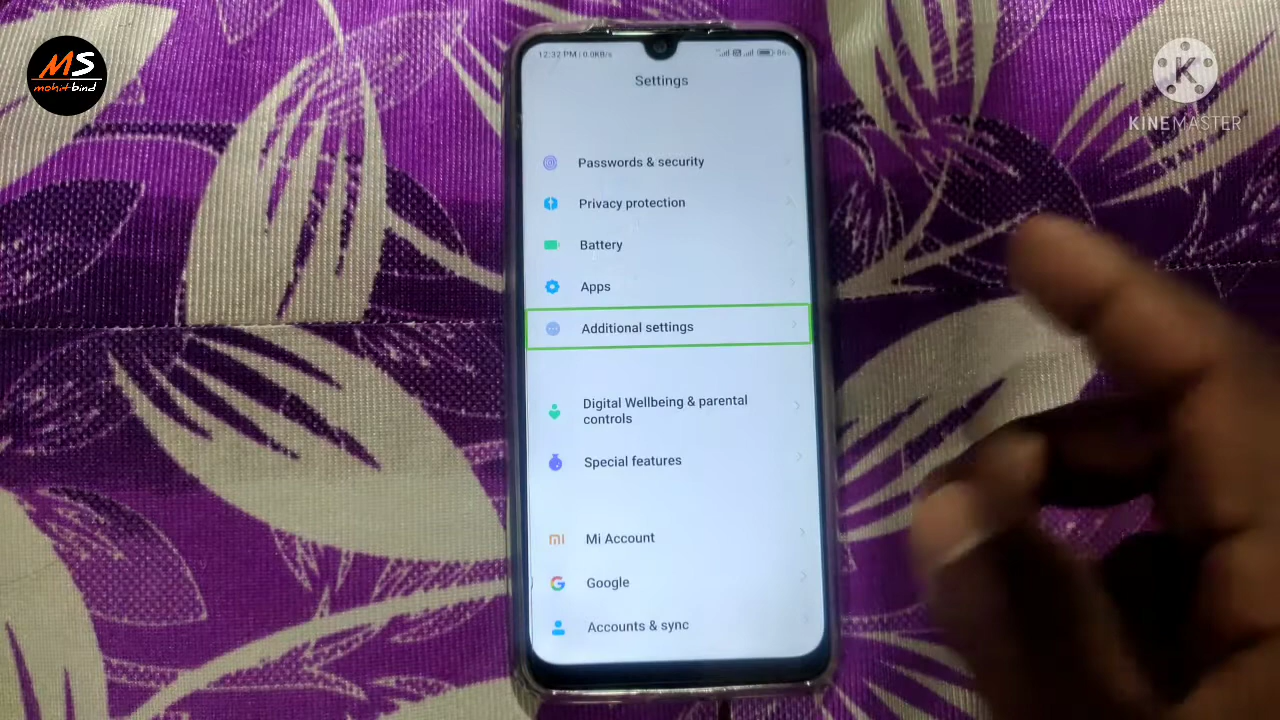 MS
mohit bind
KINEMASTER
12:32 PM | 0.0KB/s
Settings
Passwords & security
Privacy protection
Battery
Apps
Additional settings
Digital Wellbeing & parental
controls
Special features
Mi Account
Google
Accounts & sync